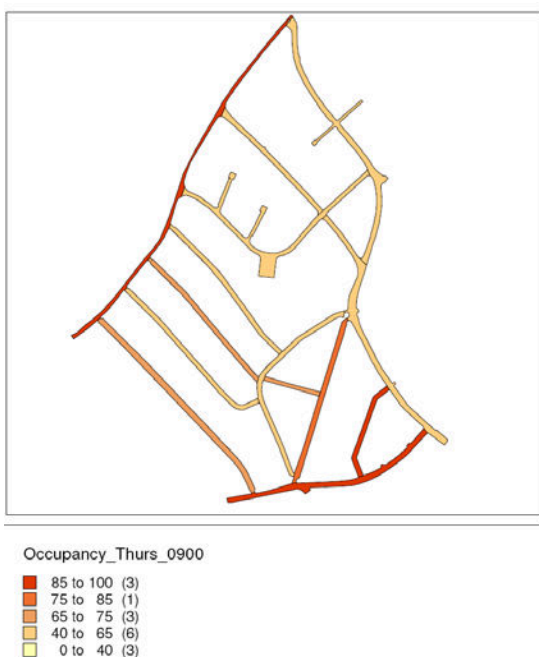 Occupancy_Thurs_0900
85 to 100 (3)
75 to 85 (1)
65 to 75 (3)
40 to 65 (6)
0 to 40 (3)